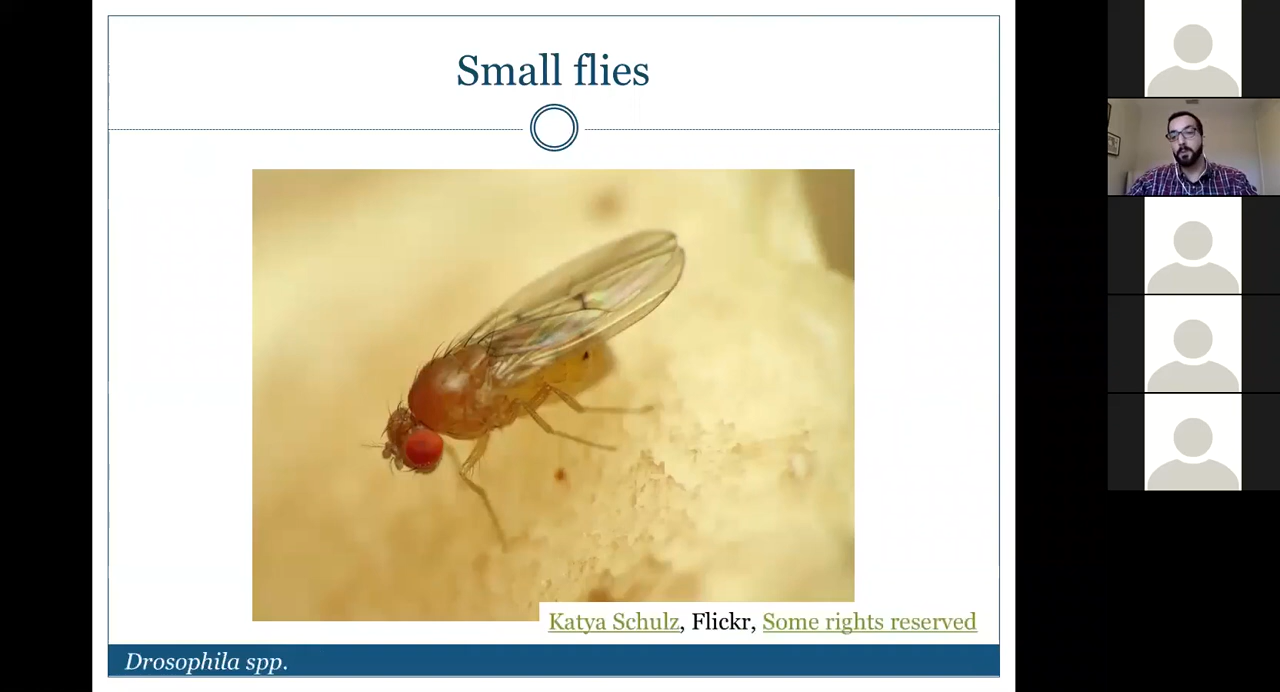 Small flies
Katya Schulz, Flickr, Some rights reserved
Drosophila spp.